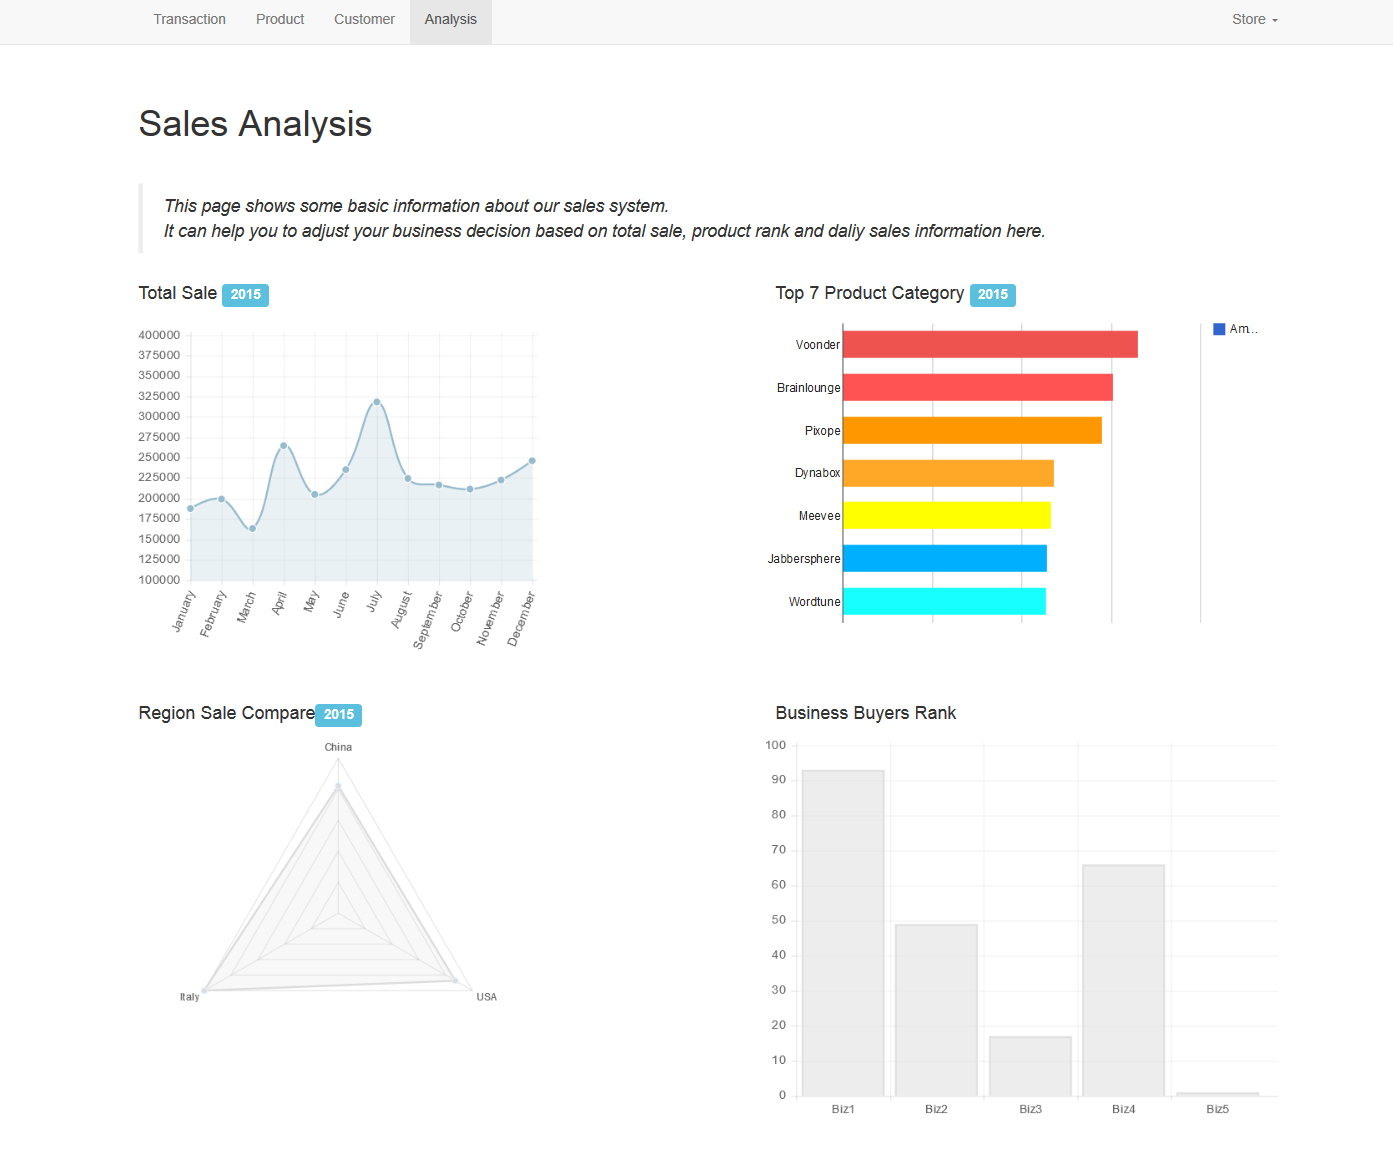 Transaction Product Customer Analysis Store
Sales Analysis
This page shows some basic information about our sales system.
It can help you to adjust your business decision based on total sale, product rank and daliy sales information here.
Total Sale 2015
400000
375000
350000
325000
300000
275000
250000
225000
200000
175000
150000
125000
100000
January February March April May June July August September October November December
Top 7 Product Category 2015
Am...
Voonder
Brainlounge
Pixope
Dynabox
Meevee
Jabbersphere
Wordtune
Region Sale Compare 2015
China
Italy USA
Business Buyers Rank
100
90
80
70
60
50
40
30
20
10
0
Biz1 Biz2 Biz3 Biz4 Biz5